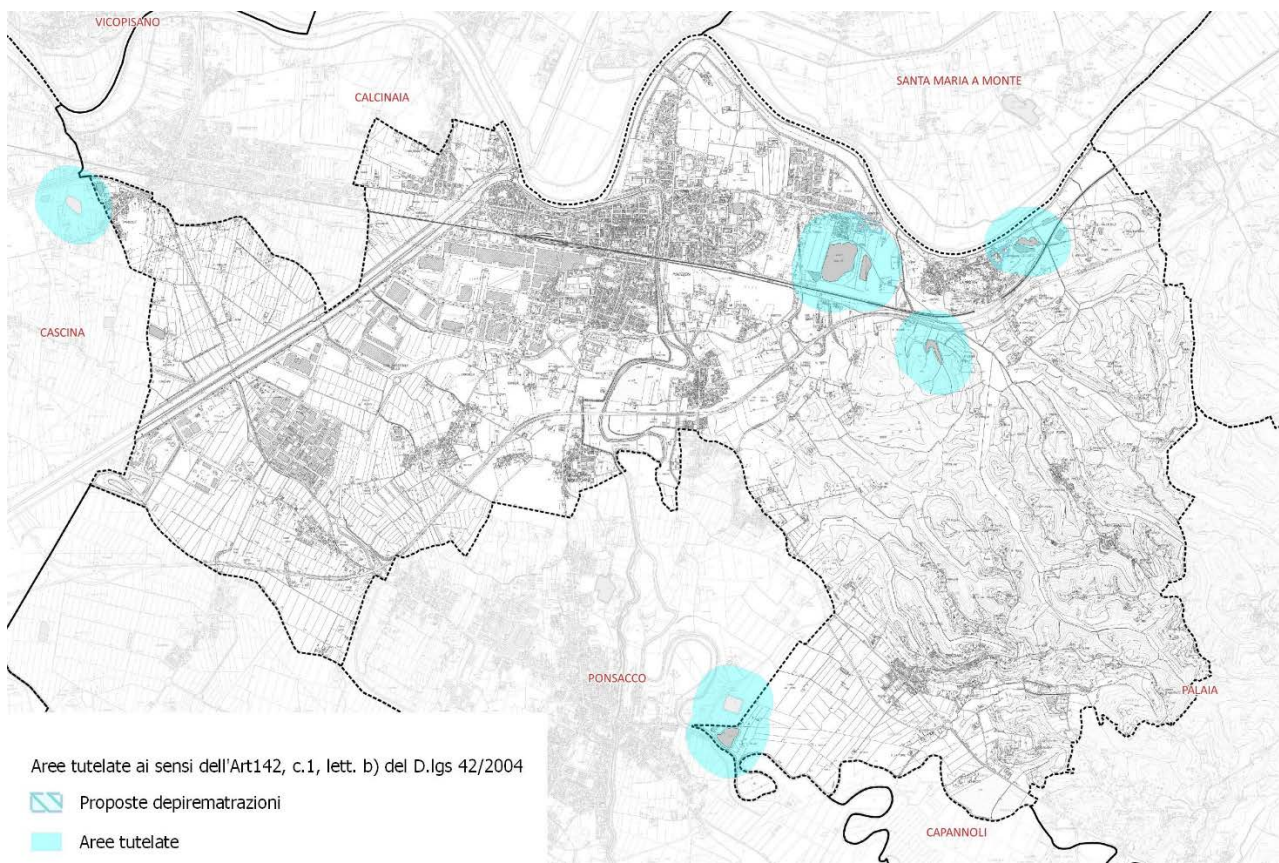 VICOPISANO
CALCINAIA
SANTA MARIA A MONTE
CASCINA
PONSACCO
PALAIA
CAPANNOLI
Aree tutelate ai sensi dell'Art142, c.1, lett. b) del D.lgs 42/2004
Proposte depirematrazioni
Aree tutelate